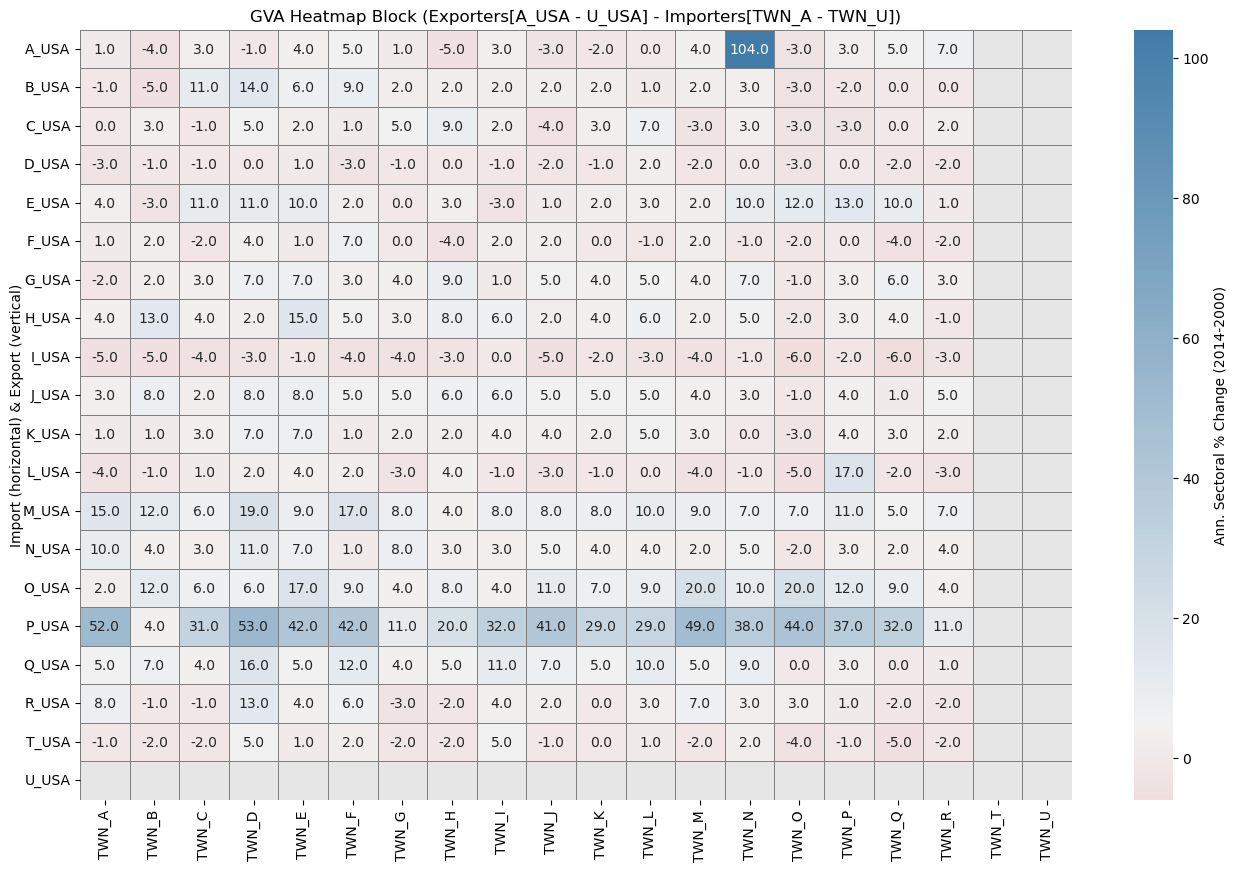 GVA Heatmap Block (Exporters[A_USA - U_USA] - Importers[TWN_A - TWN_U])
Import (horizontal) & Export (vertical)
A_USA 1.0 -4.0 3.0 -1.0 4.0 5.0 1.0 -5.0 3.0 -3.0 -2.0 0.0 4.0 104.0 -3.0 3.0 5.0 7.0
B_USA -1.0 -5.0 11.0 14.0 6.0 9.0 2.0 2.0 2.0 2.0 2.0 1.0 2.0 3.0 -3.0 -2.0 0.0 0.0
C_USA 0.0 3.0 -1.0 5.0 2.0 1.0 5.0 9.0 2.0 -4.0 3.0 7.0 -3.0 3.0 -3.0 -3.0 0.0 2.0
D_USA -3.0 -1.0 -1.0 0.0 1.0 -3.0 -1.0 0.0 -1.0 -2.0 -1.0 2.0 -2.0 0.0 -3.0 0.0 -2.0 -2.0
E_USA 4.0 -3.0 11.0 11.0 10.0 2.0 0.0 3.0 -3.0 1.0 2.0 3.0 2.0 10.0 12.0 13.0 10.0 1.0
F_USA 1.0 2.0 -2.0 4.0 1.0 7.0 0.0 -4.0 2.0 2.0 0.0 -1.0 2.0 -1.0 -2.0 0.0 -4.0 -2.0
G_USA -2.0 2.0 3.0 7.0 7.0 3.0 4.0 9.0 1.0 5.0 4.0 5.0 4.0 7.0 -1.0 3.0 6.0 3.0
H_USA 4.0 13.0 4.0 2.0 15.0 5.0 3.0 8.0 6.0 2.0 4.0 6.0 2.0 5.0 -2.0 3.0 4.0 -1.0
I_USA -5.0 -5.0 -4.0 -3.0 -1.0 -4.0 -4.0 -3.0 0.0 -5.0 -2.0 -3.0 -4.0 -1.0 -6.0 -2.0 -6.0 -3.0
J_USA 3.0 8.0 2.0 8.0 8.0 5.0 5.0 6.0 6.0 5.0 5.0 5.0 4.0 3.0 -1.0 4.0 1.0 5.0
K_USA 1.0 1.0 3.0 7.0 7.0 1.0 2.0 2.0 4.0 4.0 2.0 5.0 3.0 0.0 -3.0 4.0 3.0 2.0
L_USA -4.0 -1.0 1.0 2.0 4.0 2.0 -3.0 4.0 -1.0 -3.0 -1.0 0.0 -4.0 -1.0 -5.0 17.0 -2.0 -3.0
M_USA 15.0 12.0 6.0 19.0 9.0 17.0 8.0 4.0 8.0 8.0 8.0 10.0 9.0 7.0 7.0 11.0 5.0 7.0
N_USA 10.0 4.0 3.0 11.0 7.0 1.0 8.0 3.0 3.0 5.0 4.0 4.0 2.0 5.0 -2.0 3.0 2.0 4.0
O_USA 2.0 12.0 6.0 6.0 17.0 9.0 4.0 8.0 4.0 11.0 7.0 9.0 20.0 10.0 20.0 12.0 9.0 4.0
P_USA 52.0 4.0 31.0 53.0 42.0 42.0 11.0 20.0 32.0 41.0 29.0 29.0 49.0 38.0 44.0 37.0 32.0 11.0
Q_USA 5.0 7.0 4.0 16.0 5.0 12.0 4.0 5.0 11.0 7.0 5.0 10.0 5.0 9.0 0.0 3.0 0.0 1.0
R_USA 8.0 -1.0 -1.0 13.0 4.0 6.0 -3.0 -2.0 4.0 2.0 0.0 3.0 7.0 3.0 3.0 1.0 -2.0 -2.0
T_USA -1.0 -2.0 -2.0 5.0 1.0 2.0 -2.0 -2.0 5.0 -1.0 0.0 1.0 -2.0 2.0 -4.0 -1.0 -5.0 -2.0
U_USA
TWN_A TWN_B TWN_C TWN_D TWN_E TWN_F TWN_G TWN_H TWN_I TWN_J TWN_K TWN_L TWN_M TWN_N TWN_O TWN_P TWN_Q TWN_R TWN_T TWN_U
100
80
60
40
20
0
Ann. Sectoral % Change (2014-2000)